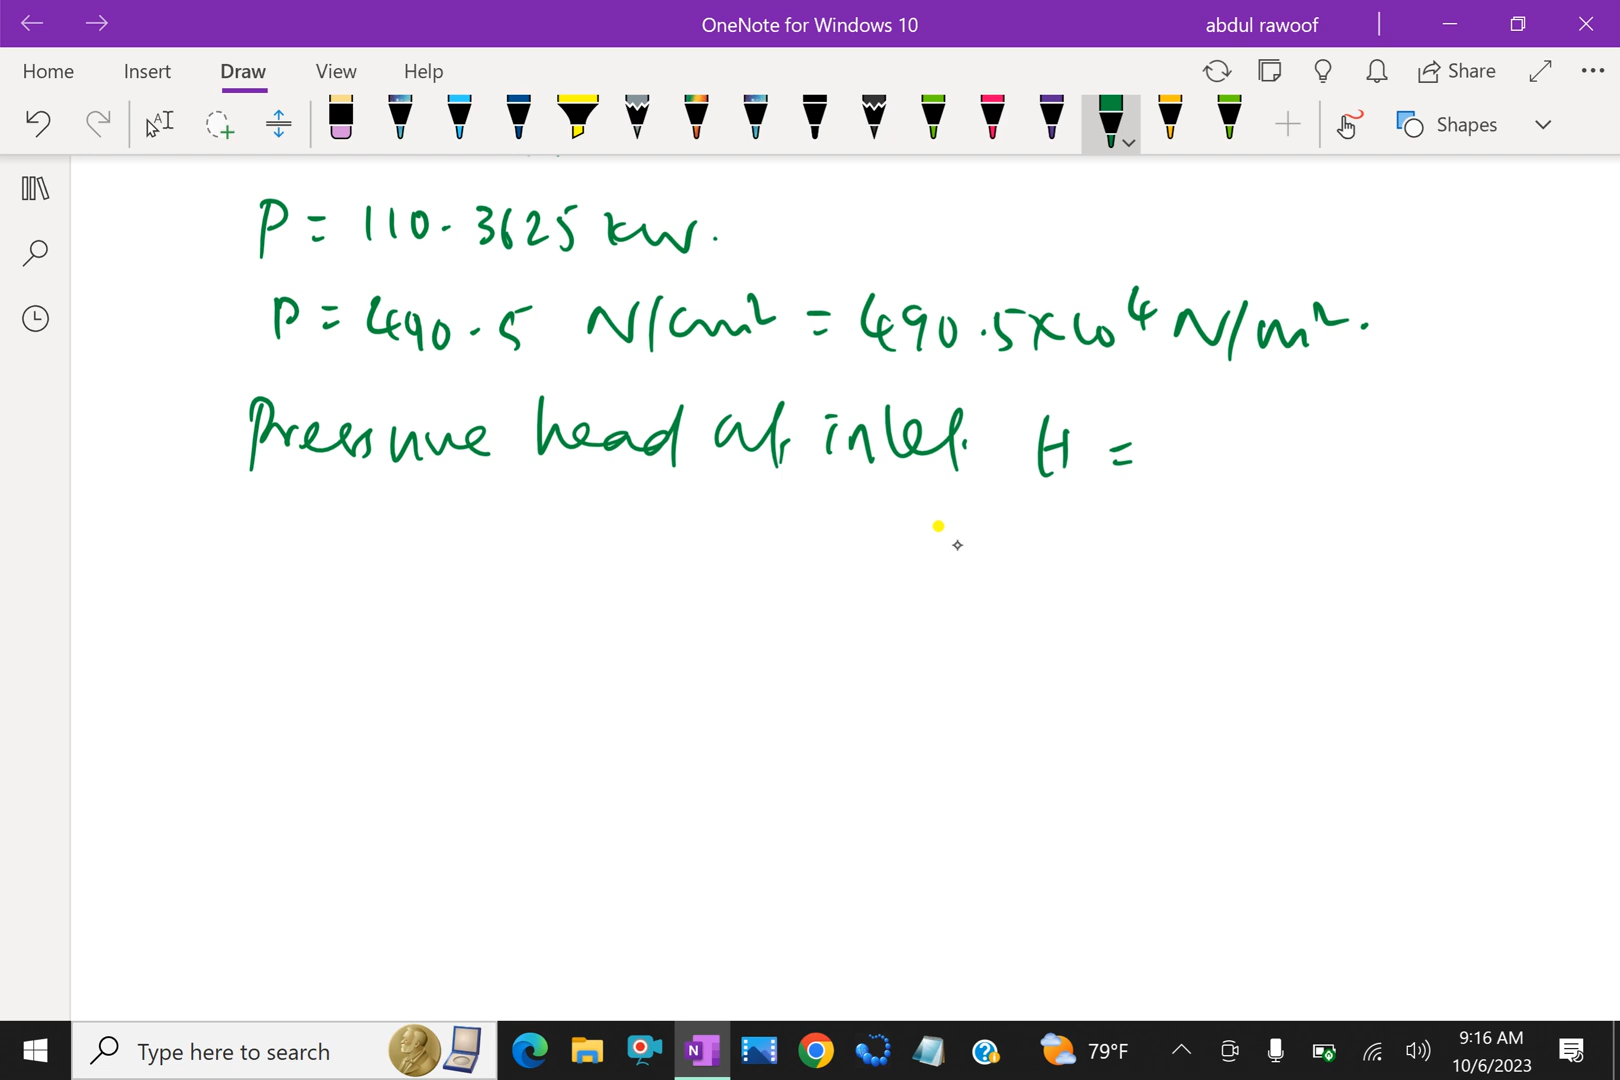 OneNote for Windows 10
abdul rawoof
Home Insert Draw View Help
Share
Shapes
P = 110.3625 kW.
P = 490.5 N/cm² = 490.5×10⁴ N/m².
Pressure head at inlet. H =
Type here to search
79°F
9:16 AM
10/6/2023